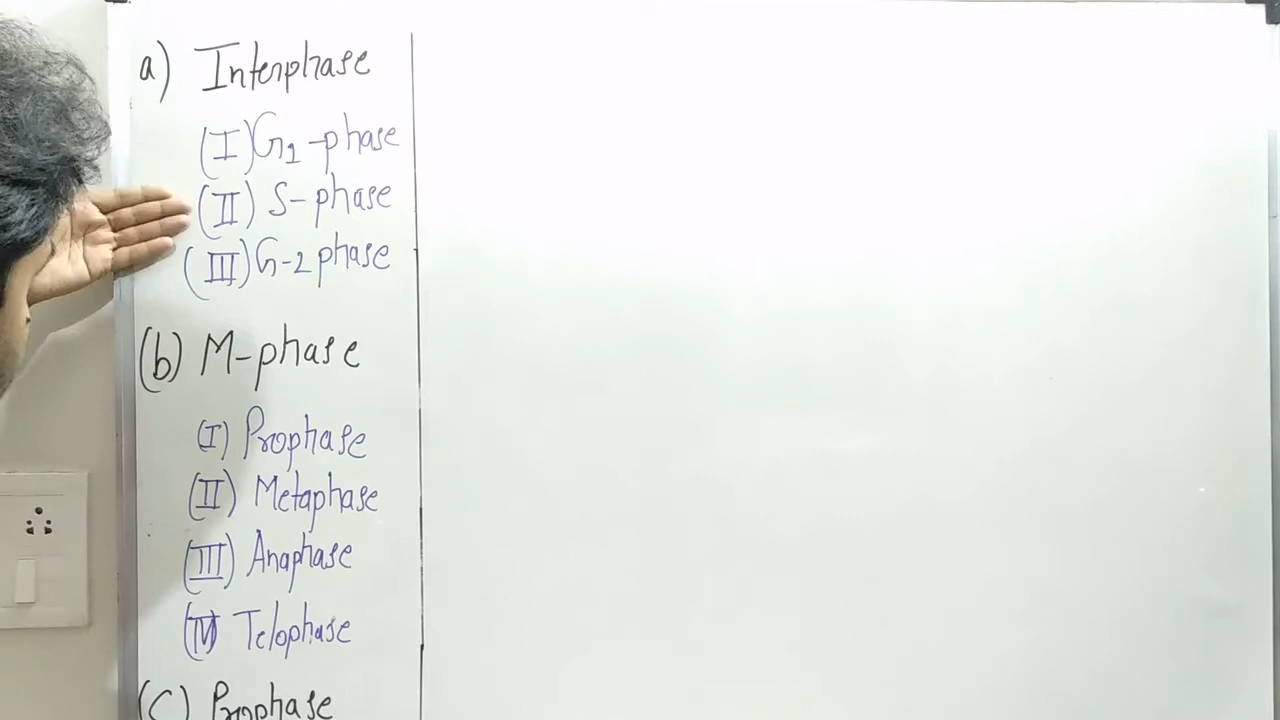 a) Interphase
(I) G1-phase
(II) S-phase
(III) G-2 phase
(b) M-phase
(I) Prophase
(II) Metaphase
(III) Anaphase
(IV) Telophase
(C) Prophase